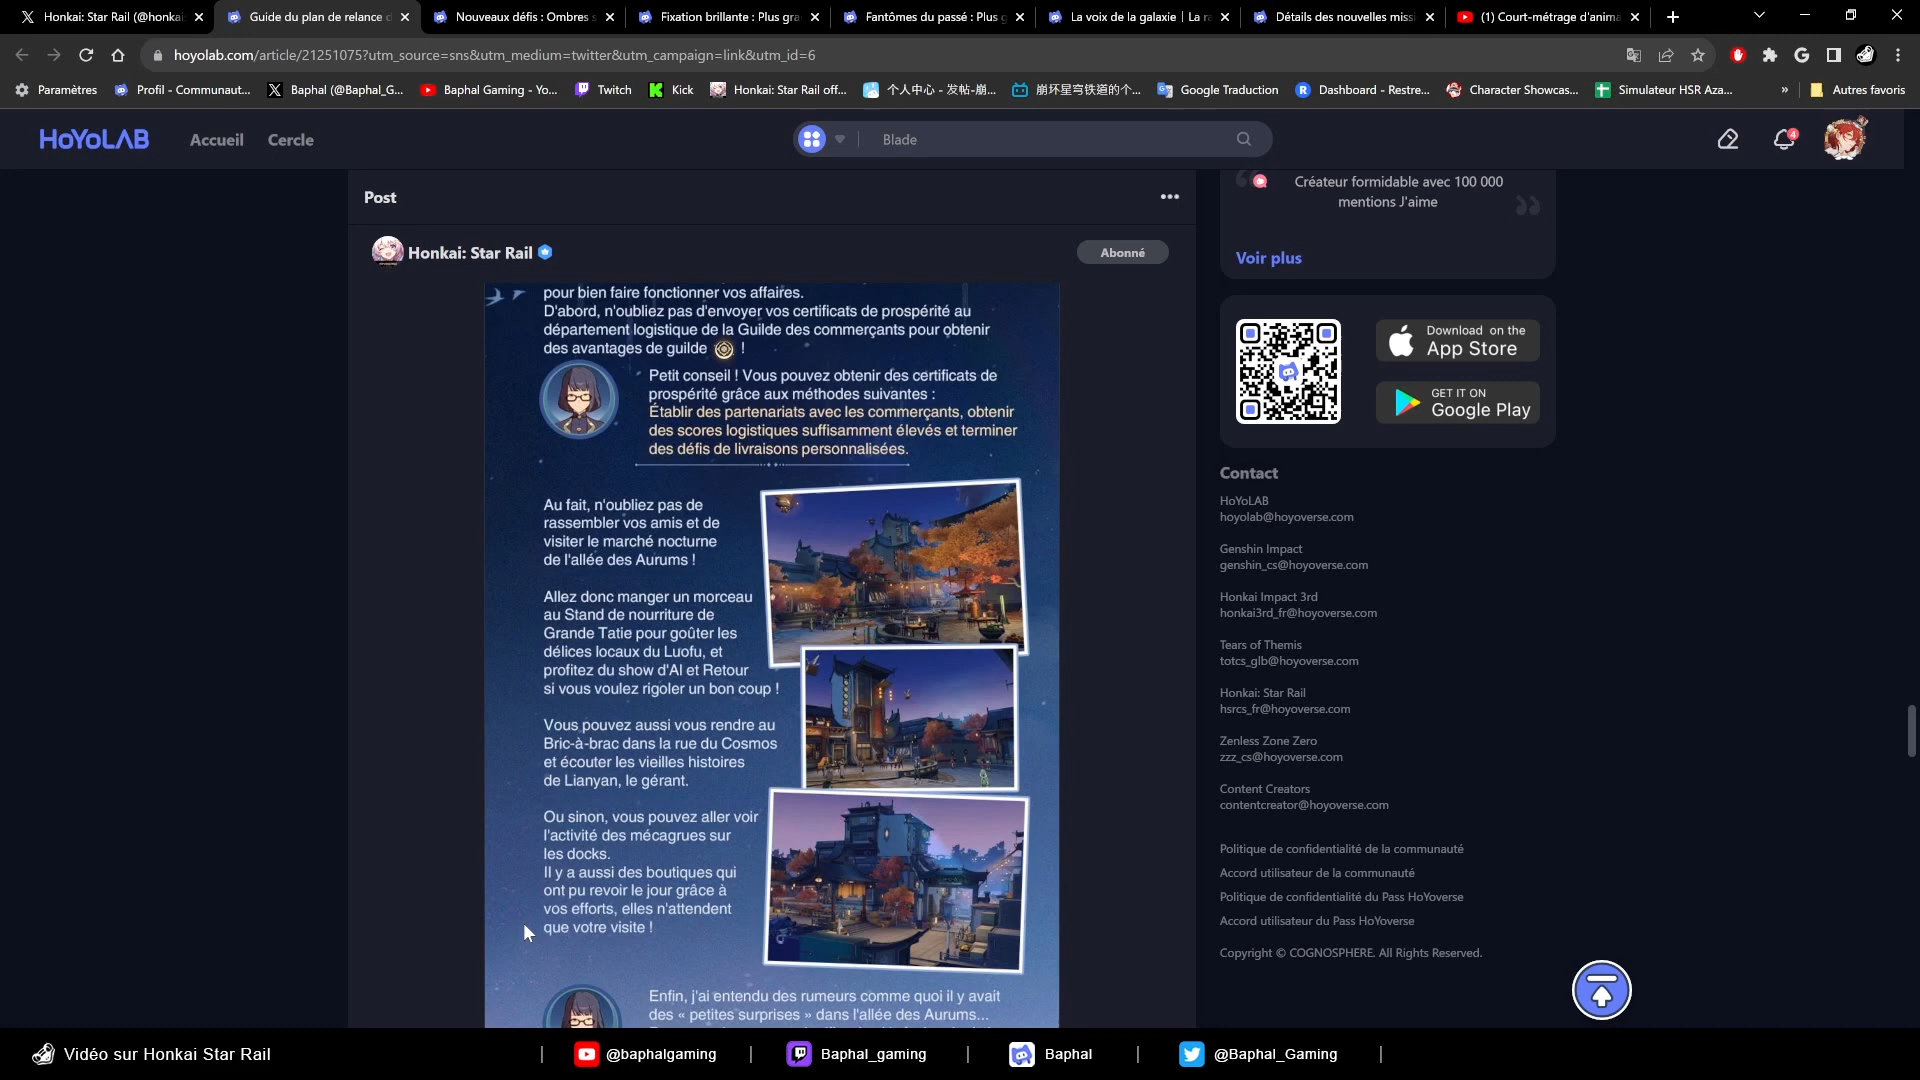 Honkai: Star Rail (@honka
Guide du plan de relance d
Nouveaux défis : Ombres s
Fixation brillante : Plus gra
Fantômes du passé : Plus g
La voix de la galaxie | La ra
Détails des nouvelles missi
(1) Court-métrage d'anima
hoyolab.com/article/21251075?utm_source=sns&utm_medium=twitter&utm_campaign=link&utm_id=6
Paramètres
Profil - Communaut...
Baphal (@Baphal_G...
Baphal Gaming - Yo...
Twitch
Kick
Honkai: Star Rail off...
个人中心 - 发帖-崩...
崩坏星穹铁道的个...
Google Translation
Dashboard - Restre...
Character Showcas...
Simulateur HSR Aza...
»
Autres favoris
HoYoLAB
Accueil
Cercle
Blade
4
Post
Honkai: Star Rail
Abonné
pour bien faire fonctionner vos affaires.
D'abord, n'oubliez pas d'envoyer vos certificats de prospérité au
département logistique de la Guilde des commerçants pour obtenir
des avantages de guilde !
Petit conseil ! Vous pouvez obtenir des certificats de
prospérité grâce aux méthodes suivantes :
Établir des partenariats avec les commerçants, obtenir
des scores logistiques suffisamment élevés et terminer
des défis de livraisons personnalisées.
Au fait, n'oubliez pas de
rassembler vos amis et de
visiter le marché nocturne
de l'allée des Aurums !
Allez donc manger un morceau
au Stand de nourriture de
Grande Tatie pour goûter les
délices locaux du Luofu, et
profitez du show d'Al et Retour
si vous voulez rigoler un bon coup !
Vous pouvez aussi vous rendre au
Bric-à-brac dans la rue du Cosmos
et écouter les vieilles histoires
de Lianyan, le gérant.
Ou sinon, vous pouvez aller voir
l'activité des mécagrues sur
les docks.
Il y a aussi des boutiques qui
ont pu revoir le jour grâce à
vos efforts, elles n'attendent
que votre visite !
Enfin, j'ai entendu des rumeurs comme quoi il y avait
des « petites surprises » dans l'allée des Aurums...
Créateur formidable avec 100 000
mentions J'aime
Voir plus
Download on the
App Store
GET IT ON
Google Play
Contact
HoYoLAB
hoyolab@hoyoverse.com
Genshin Impact
genshin_cs@hoyoverse.com
Honkai Impact 3rd
honkai3rd_fr@hoyoverse.com
Tears of Themis
totcs_glb@hoyoverse.com
Honkai: Star Rail
hsrcs_fr@hoyoverse.com
Zenless Zone Zero
zzz_cs@hoyoverse.com
Content Creators
contentcreator@hoyoverse.com
Politique de confidentialité de la communauté
Accord utilisateur de la communauté
Politique de confidentialité du Pass HoYoverse
Accord utilisateur du Pass HoYoverse
Copyright © COGNOSPHERE. All Rights Reserved.
Vidéo sur Honkai Star Rail
| @baphalgaming | Baphal_gaming | Baphal | @Baphal_Gaming |